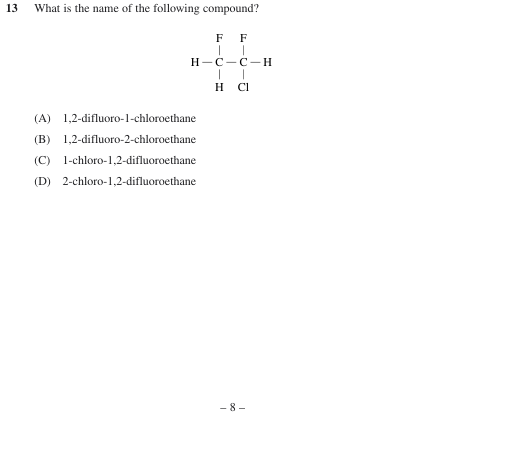 13 What is the name of the following compound?
F F
H — C — C — H
H Cl
(A) 1,2-difluoro-1-chloroethane
(B) 1,2-difluoro-2-chloroethane
(C) 1-chloro-1,2-difluoroethane
(D) 2-chloro-1,2-difluoroethane
– 8 –